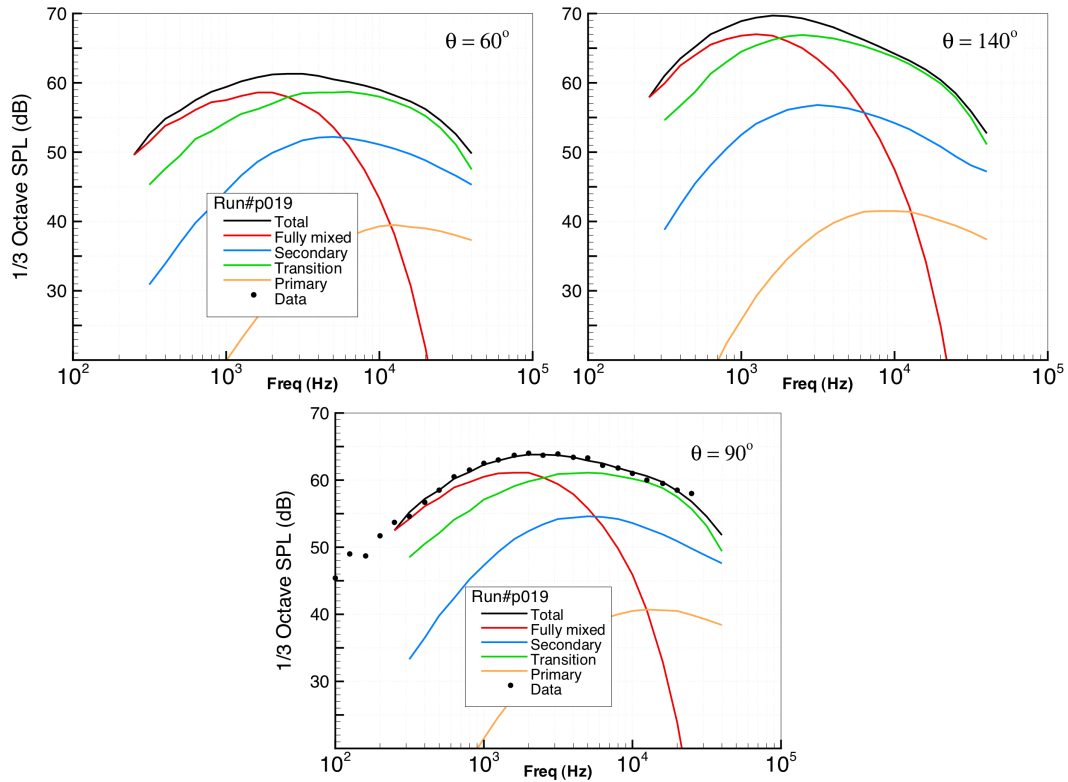 70
60
50
40
30
1/3 Octave SPL (dB)
θ = 60°
Run#p019
Total
Fully mixed
Secondary
Transition
Primary
Data
10² 10³ 10⁴ 10⁵
Freq (Hz)
70
60
50
40
30
θ = 140°
10² 10³ 10⁴ 10⁵
Freq (Hz)
70
60
50
40
30
1/3 Octave SPL (dB)
θ = 90°
Run#p019
Total
Fully mixed
Secondary
Transition
Primary
Data
10² 10³ 10⁴ 10⁵
Freq (Hz)